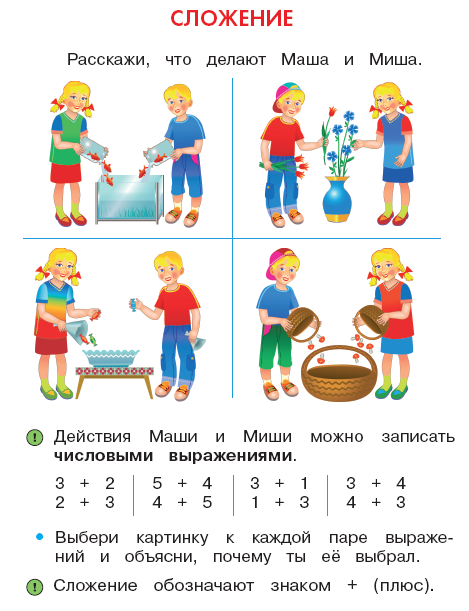 СЛОЖЕНИЕ
Расскажи, что делают Маша и Миша.
! Действия Маши и Миши можно записать
числовыми выражениями.
3 + 2 5 + 4 3 + 1 3 + 4
2 + 3 4 + 5 1 + 3 4 + 3
• Выбери картинку к каждой паре выраже-
ний и объясни, почему ты её выбрал.
! Сложение обозначают знаком + (плюс).